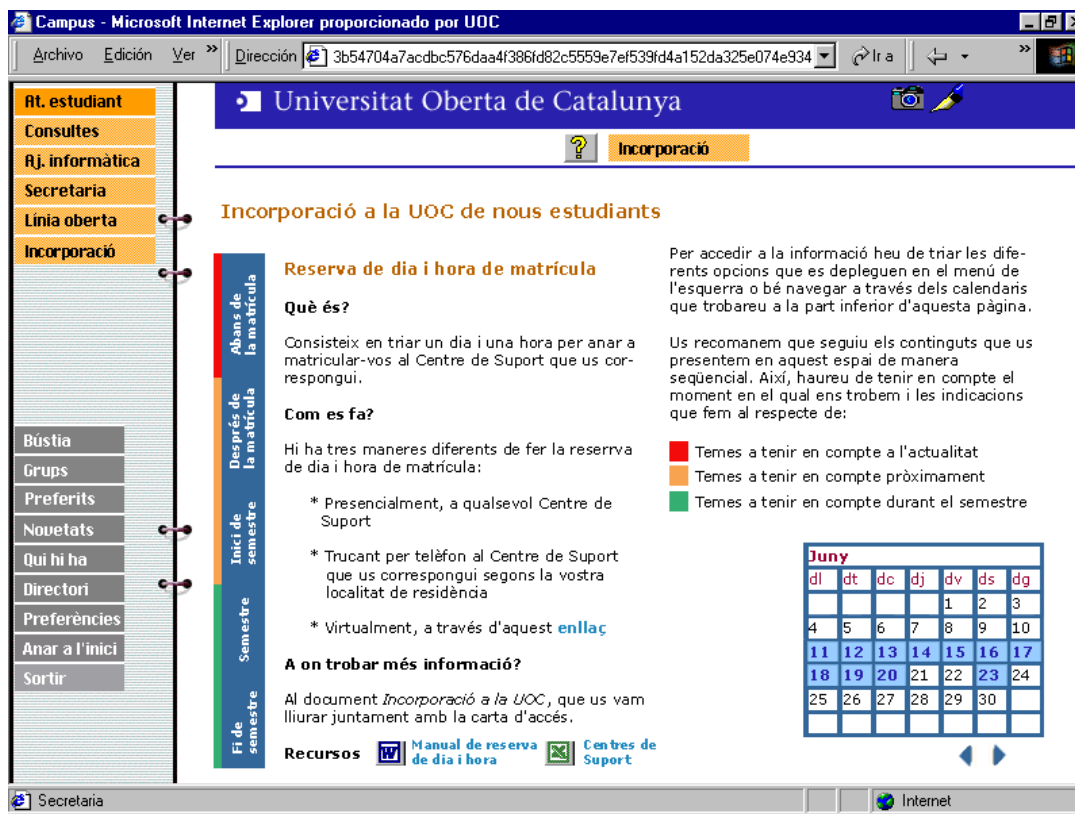 Campus - Microsoft Internet Explorer proporcionado por UOC
Archivo Edición Ver » Dirección 3b54704a7acdbc576daa4f386fd82c5559e7ef539fd4a152da325e074e934 Ir a »
At. estudiant
Consultes
Aj. informàtica
Secretaria
Línia oberta
Incorporació
Bústia
Grups
Preferits
Novetats
Qui hi ha
Directori
Preferències
Anar a l'inici
Sortir
Universitat Oberta de Catalunya
? Incorporació
Incorporació a la UOC de nous estudiants
Abans de
la matrícula
Després de
la matrícula
Inici de
semestre
Semestre
Fi de
semestre
Reserva de dia i hora de matrícula
Què és?
Consisteix en triar un dia i una hora per anar a
matricular-vos al Centre de Suport que us cor-
respongui.
Com es fa?
Hi ha tres maneres diferents de fer la reserrva
de dia i hora de matrícula:
* Presencialment, a qualsevol Centre de
Suport
* Trucant per telèfon al Centre de Suport
que us correspongui segons la vostra
localitat de residència
* Virtualment, a través d'aquest enllaç
A on trobar més informació?
Al document Incorporació a la UOC, que us vam
lliurar juntament amb la carta d'accés.
Recursos
Manual de reserva
de dia i hora
Centres de
Suport
Per accedir a la informació heu de triar les dife-
rents opcions que es depleguen en el menú de
l'esquerra o bé navegar a través dels calendaris
que trobareu a la part inferior d'aquesta pàgina.
Us recomanem que seguiu els continguts que us
presentem en aquest espai de manera
seqüencial. Així, haureu de tenir en compte el
moment en el qual ens trobem i les indicacions
que fem al respecte de:
Temes a tenir en compte a l'actualitat
Temes a tenir en compte pròximament
Temes a tenir en compte durant el semestre
Juny
dl dt dc dj dv ds dg
1 2 3
4 5 6 7 8 9 10
11 12 13 14 15 16 17
18 19 20 21 22 23 24
25 26 27 28 29 30
Secretaria
Internet